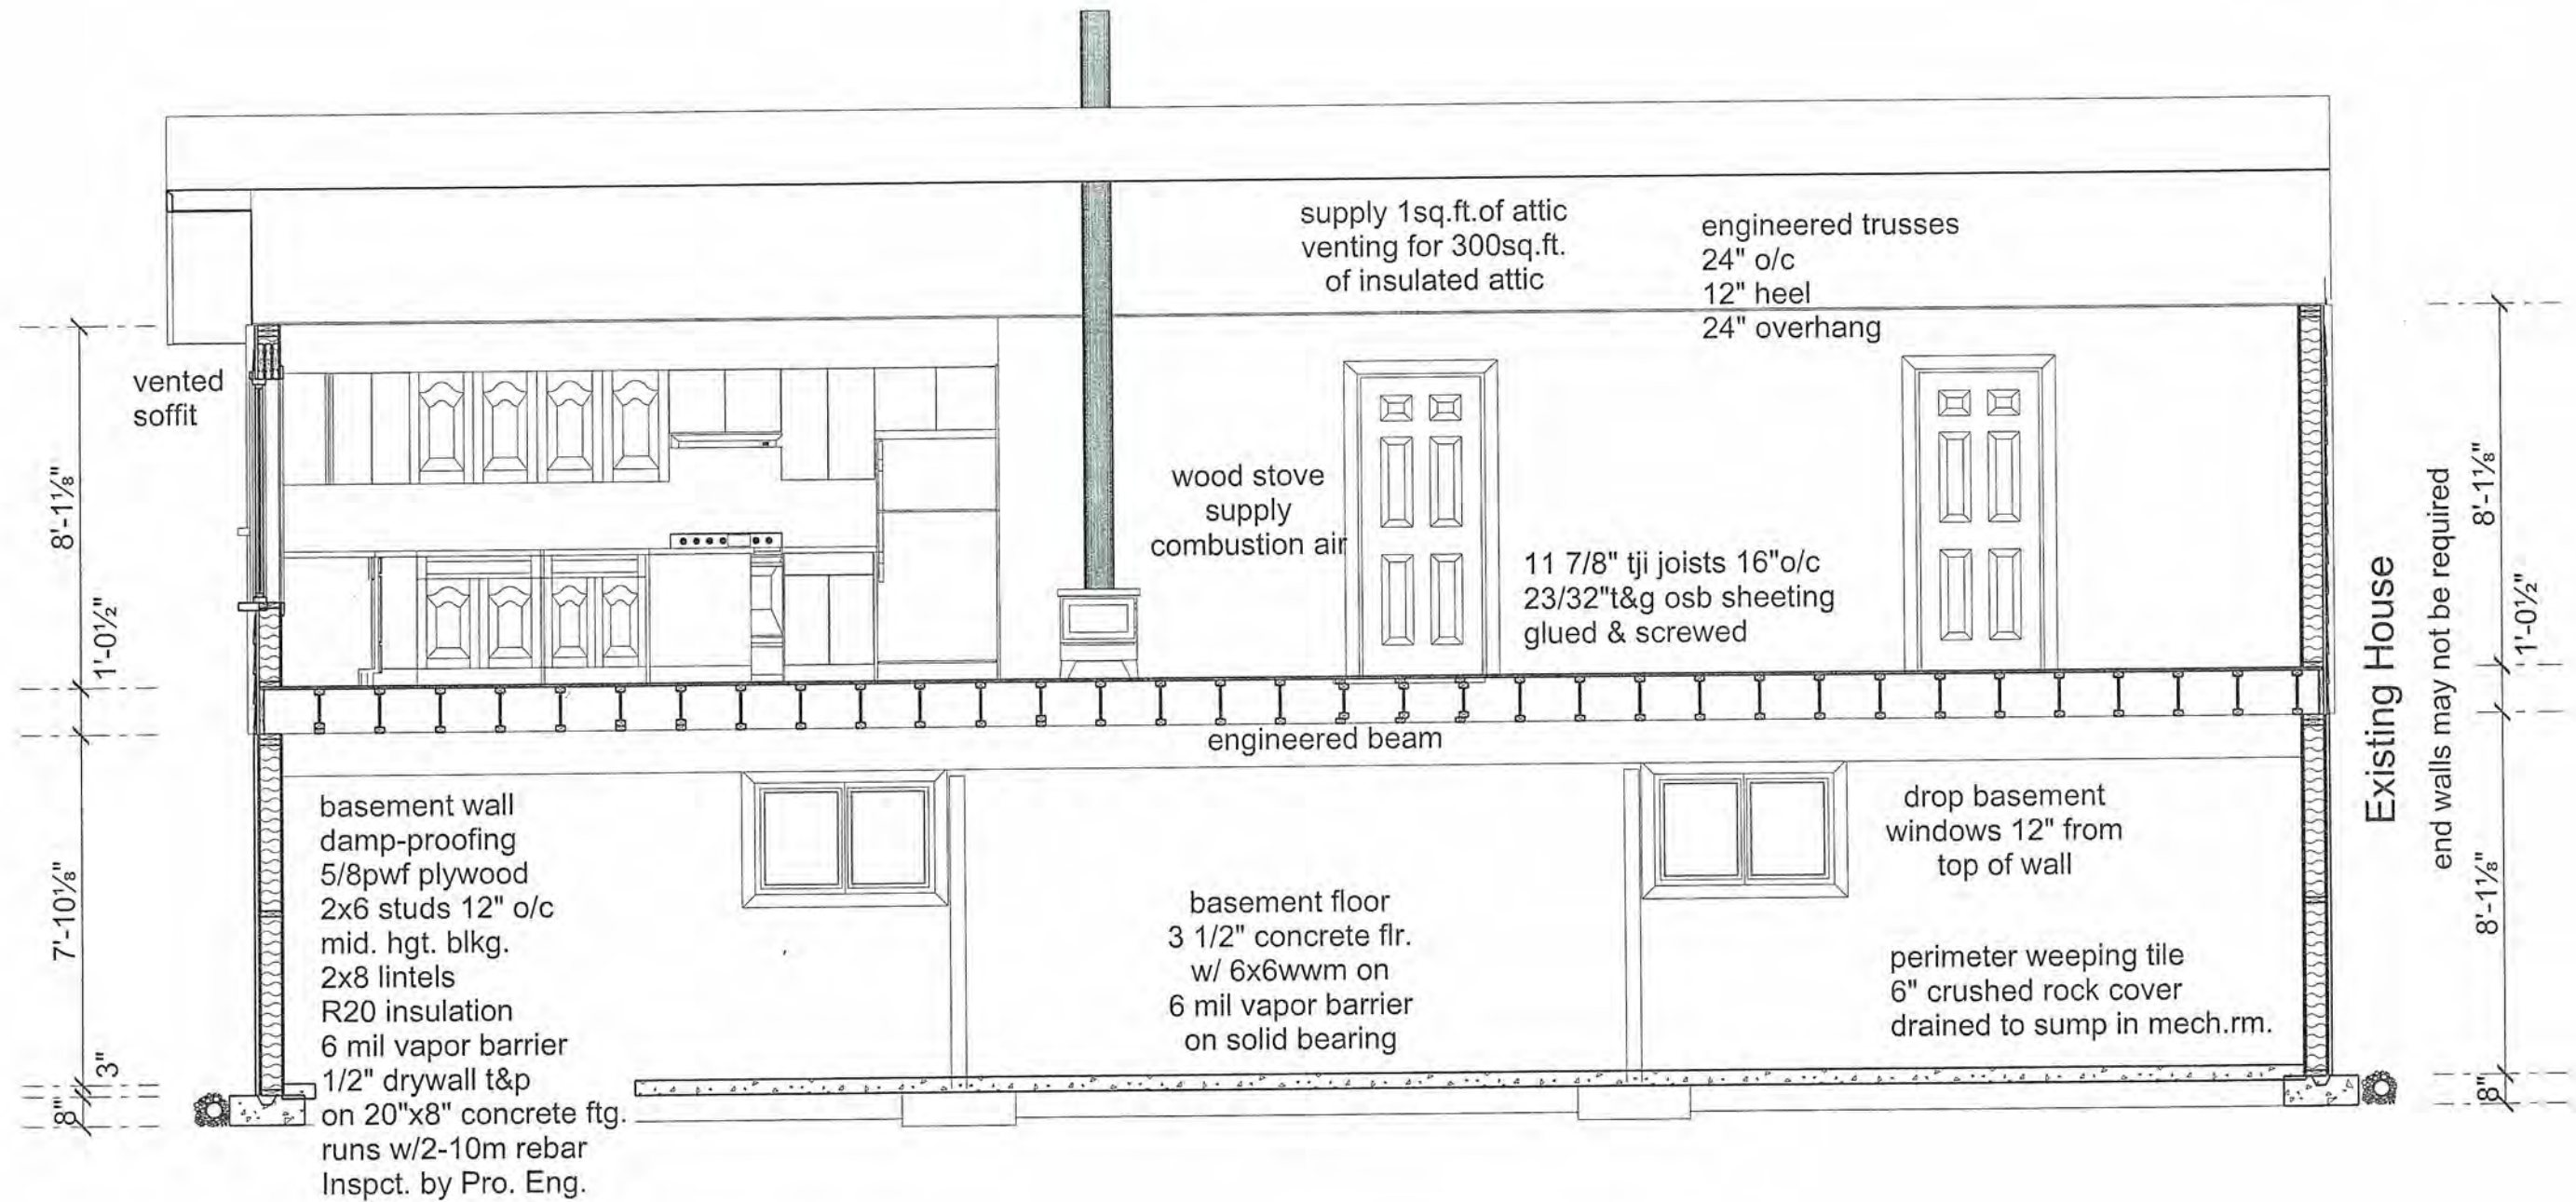 supply 1sq.ft.of attic
venting for 300sq.ft.
of insulated attic
engineered trusses
24" o/c
12" heel
24" overhang
vented
soffit
8'-1⅛"
1'-0½"
7'-10⅛"
3"
8"
wood stove
supply
combustion air
11 7/8" tji joists 16"o/c
23/32"t&g osb sheeting
glued & screwed
engineered beam
basement wall
damp-proofing
5/8pwf plywood
2x6 studs 12" o/c
mid. hgt. blkg.
2x8 lintels
R20 insulation
6 mil vapor barrier
1/2" drywall t&p
on 20"x8" concrete ftg.
runs w/2-10m rebar
Inspct. by Pro. Eng.
basement floor
3 1/2" concrete flr.
w/ 6x6wwm on
6 mil vapor barrier
on solid bearing
drop basement
windows 12" from
top of wall
perimeter weeping tile
6" crushed rock cover
drained to sump in mech.rm.
Existing House
end walls may not be required
8'-1⅛"
1'-0½"
8'-1⅛"
8"